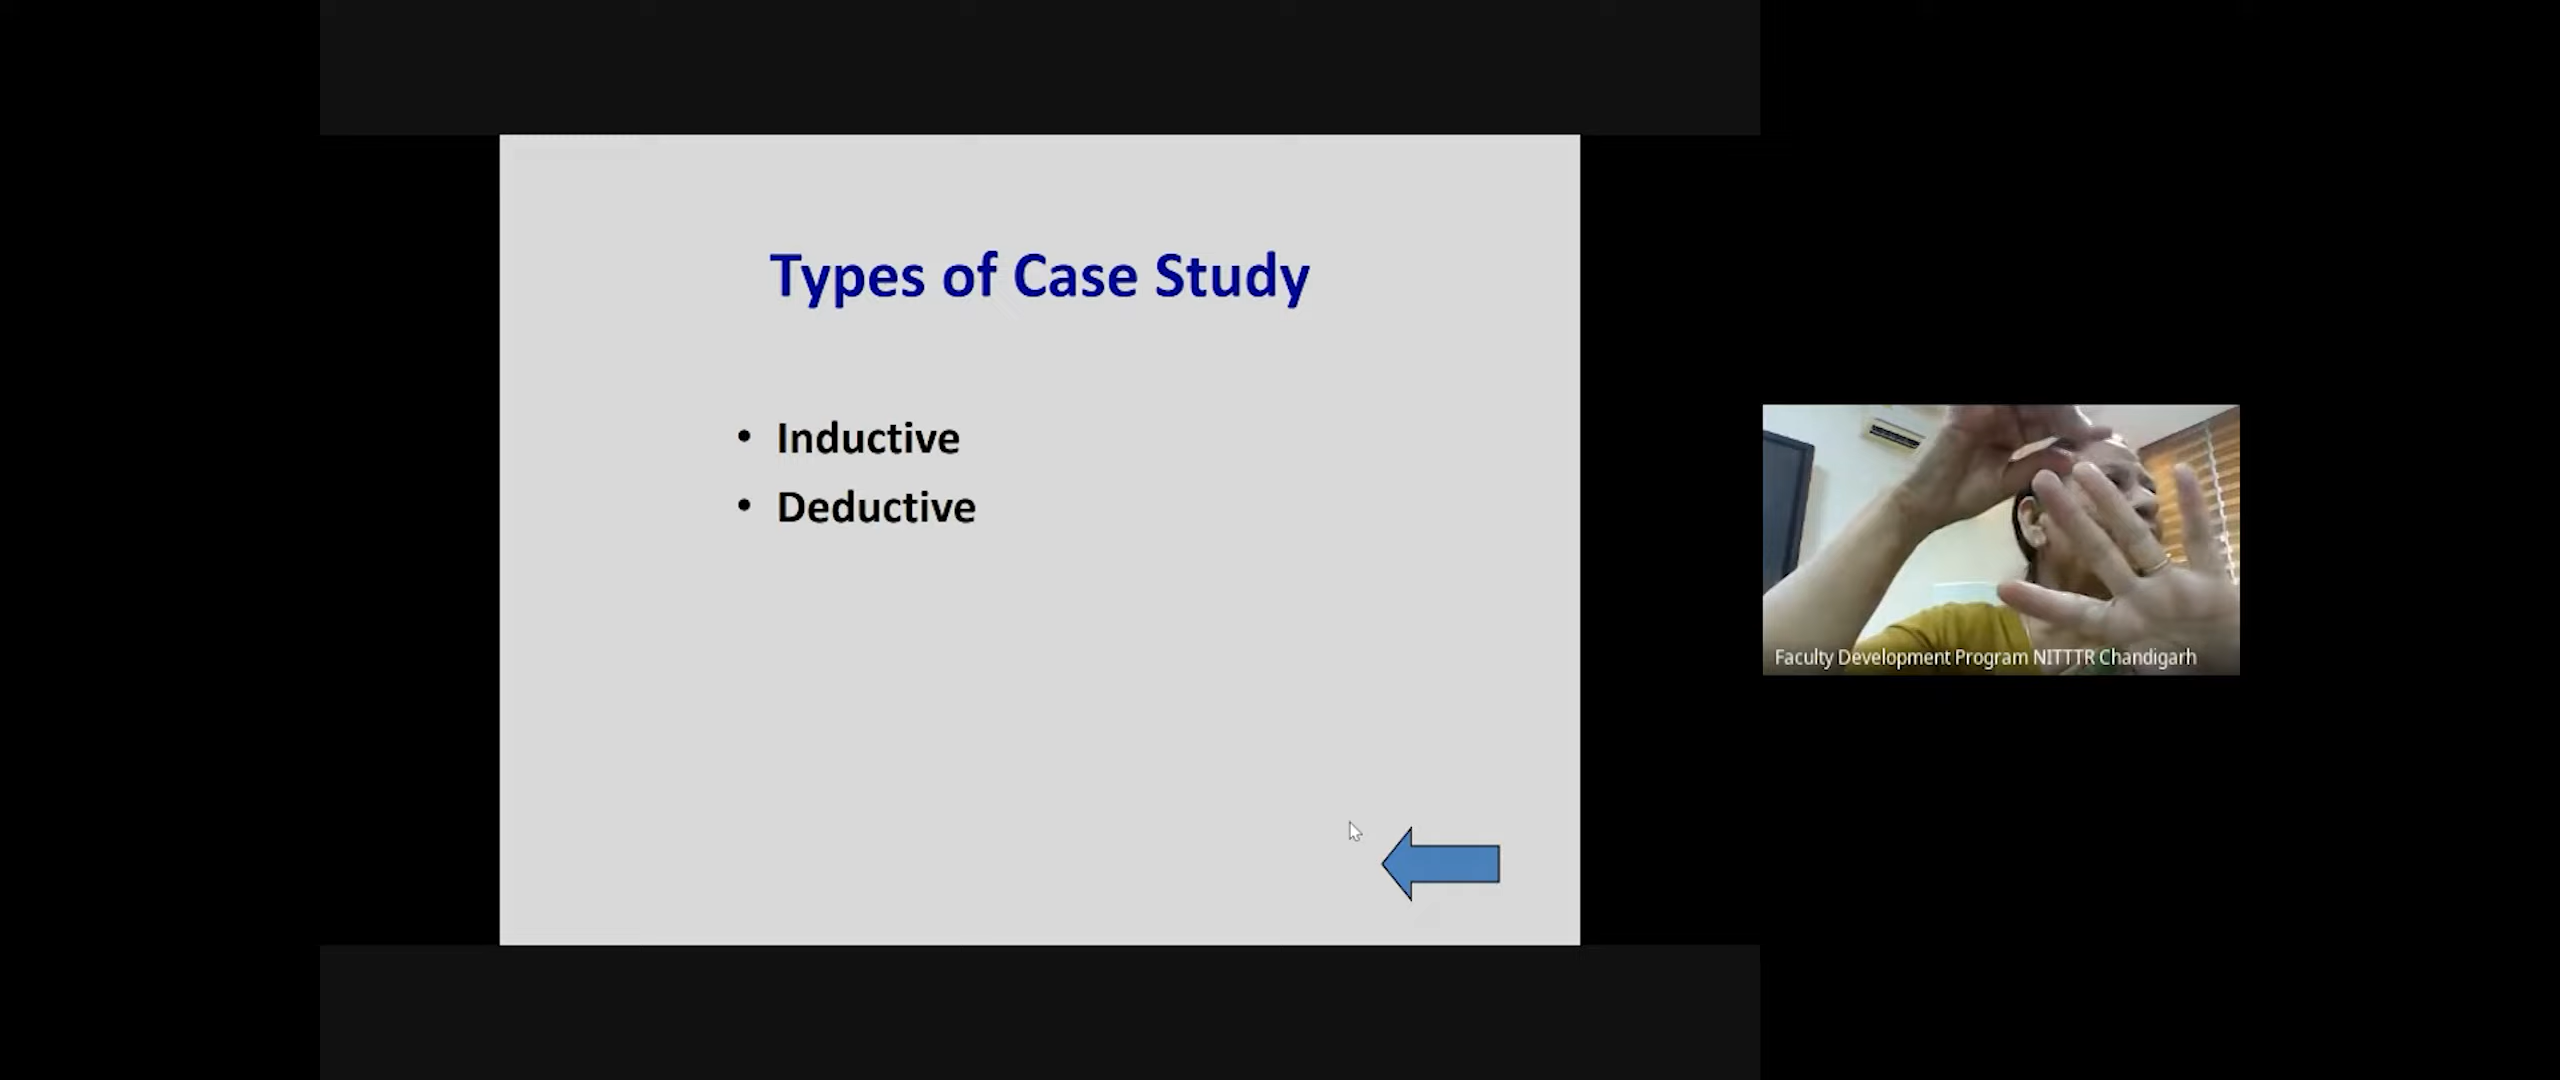 Types of Case Study
• Inductive
• Deductive
Faculty Development Program NITTTR Chandigarh